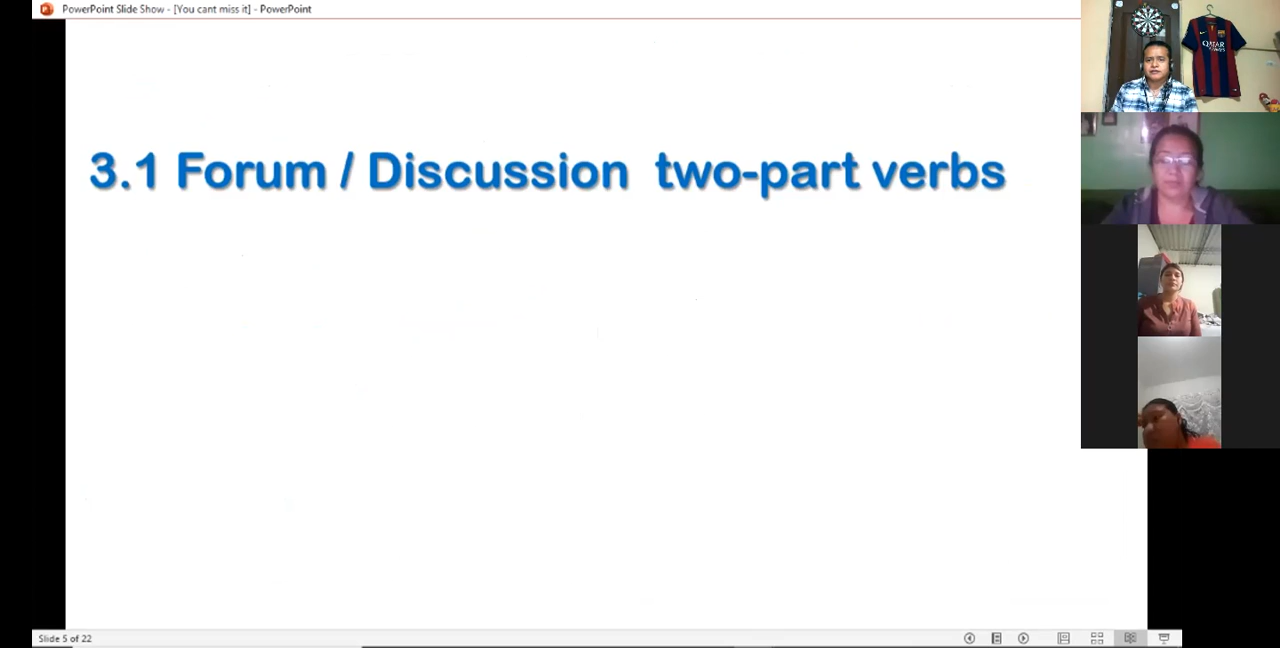 PowerPoint Slide Show - [You cant miss it] - PowerPoint
3.1 Forum / Discussion two-part verbs
QATAR
Slide 5 of 22